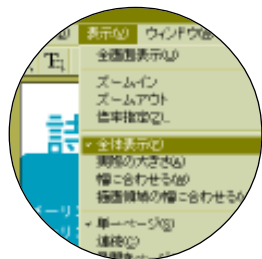 表示(V) ウィンドウ(W)
全画面表示(U)
ズームイン
ズームアウト
倍率指定(Z)...
全体表示(F)
実際の大きさ(A)
幅に合わせる(W)
描画領域の幅に合わせる
単一ページ(S)
連続(C)